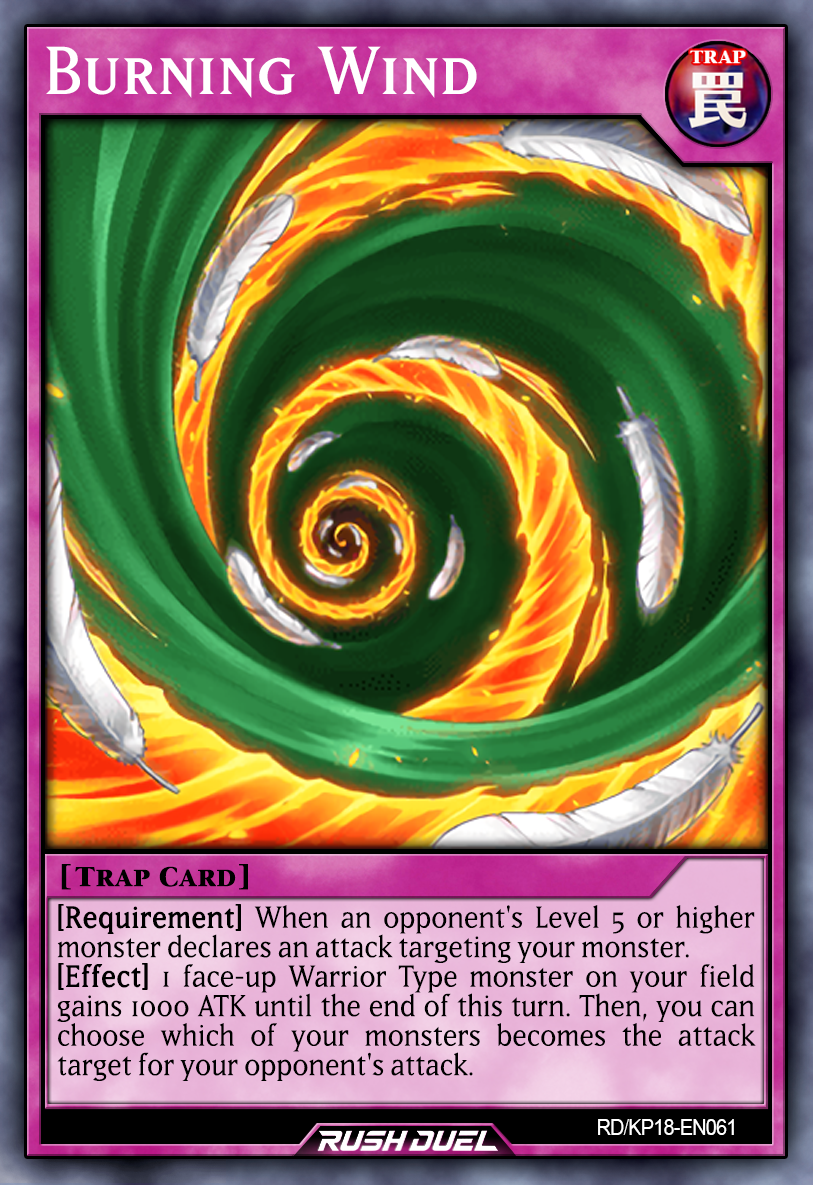 Burning Wind
TRAP
罠
[Trap Card]
[Requirement] When an opponent's Level 5 or higher
monster declares an attack targeting your monster.
[Effect] 1 face-up Warrior Type monster on your field
gains 1000 ATK until the end of this turn. Then, you can
choose which of your monsters becomes the attack
target for your opponent's attack.
RD/KP18-EN061
RUSH DUEL